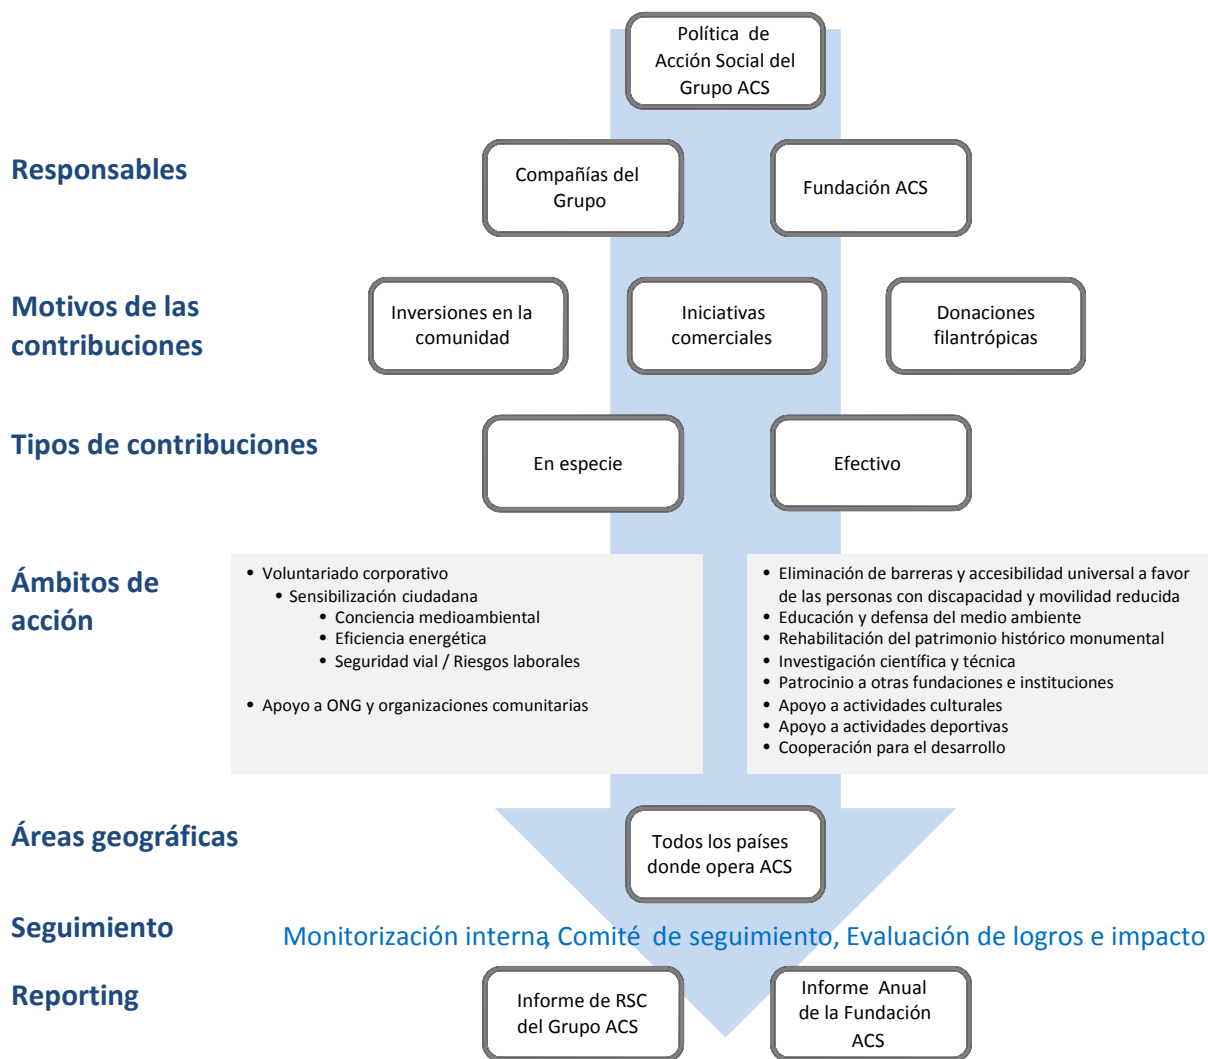 Política de
Acción Social del
Grupo ACS
Responsables
Compañías del
Grupo
Fundación ACS
Motivos de las
contribuciones
Inversiones en la
comunidad
Iniciativas
comerciales
Donaciones
filantrópicas
Tipos de contribuciones
En especie
Efectivo
Ámbitos de
acción
• Voluntariado corporativo
• Sensibilización ciudadana
• Conciencia medioambiental
• Eficiencia energética
• Seguridad vial / Riesgos laborales
• Apoyo a ONG y organizaciones comunitarias
• Eliminación de barreras y accesibilidad universal a favor
de las personas con discapacidad y movilidad reducida
• Educación y defensa del medio ambiente
• Rehabilitación del patrimonio histórico monumental
• Investigación científica y técnica
• Patrocinio a otras fundaciones e instituciones
• Apoyo a actividades culturales
• Apoyo a actividades deportivas
• Cooperación para el desarrollo
Áreas geográficas
Todos los países
donde opera ACS
Seguimiento
Monitorización interna, Comité de seguimiento, Evaluación de logros e impacto
Reporting
Informe de RSC
del Grupo ACS
Informe Anual
de la Fundación
ACS